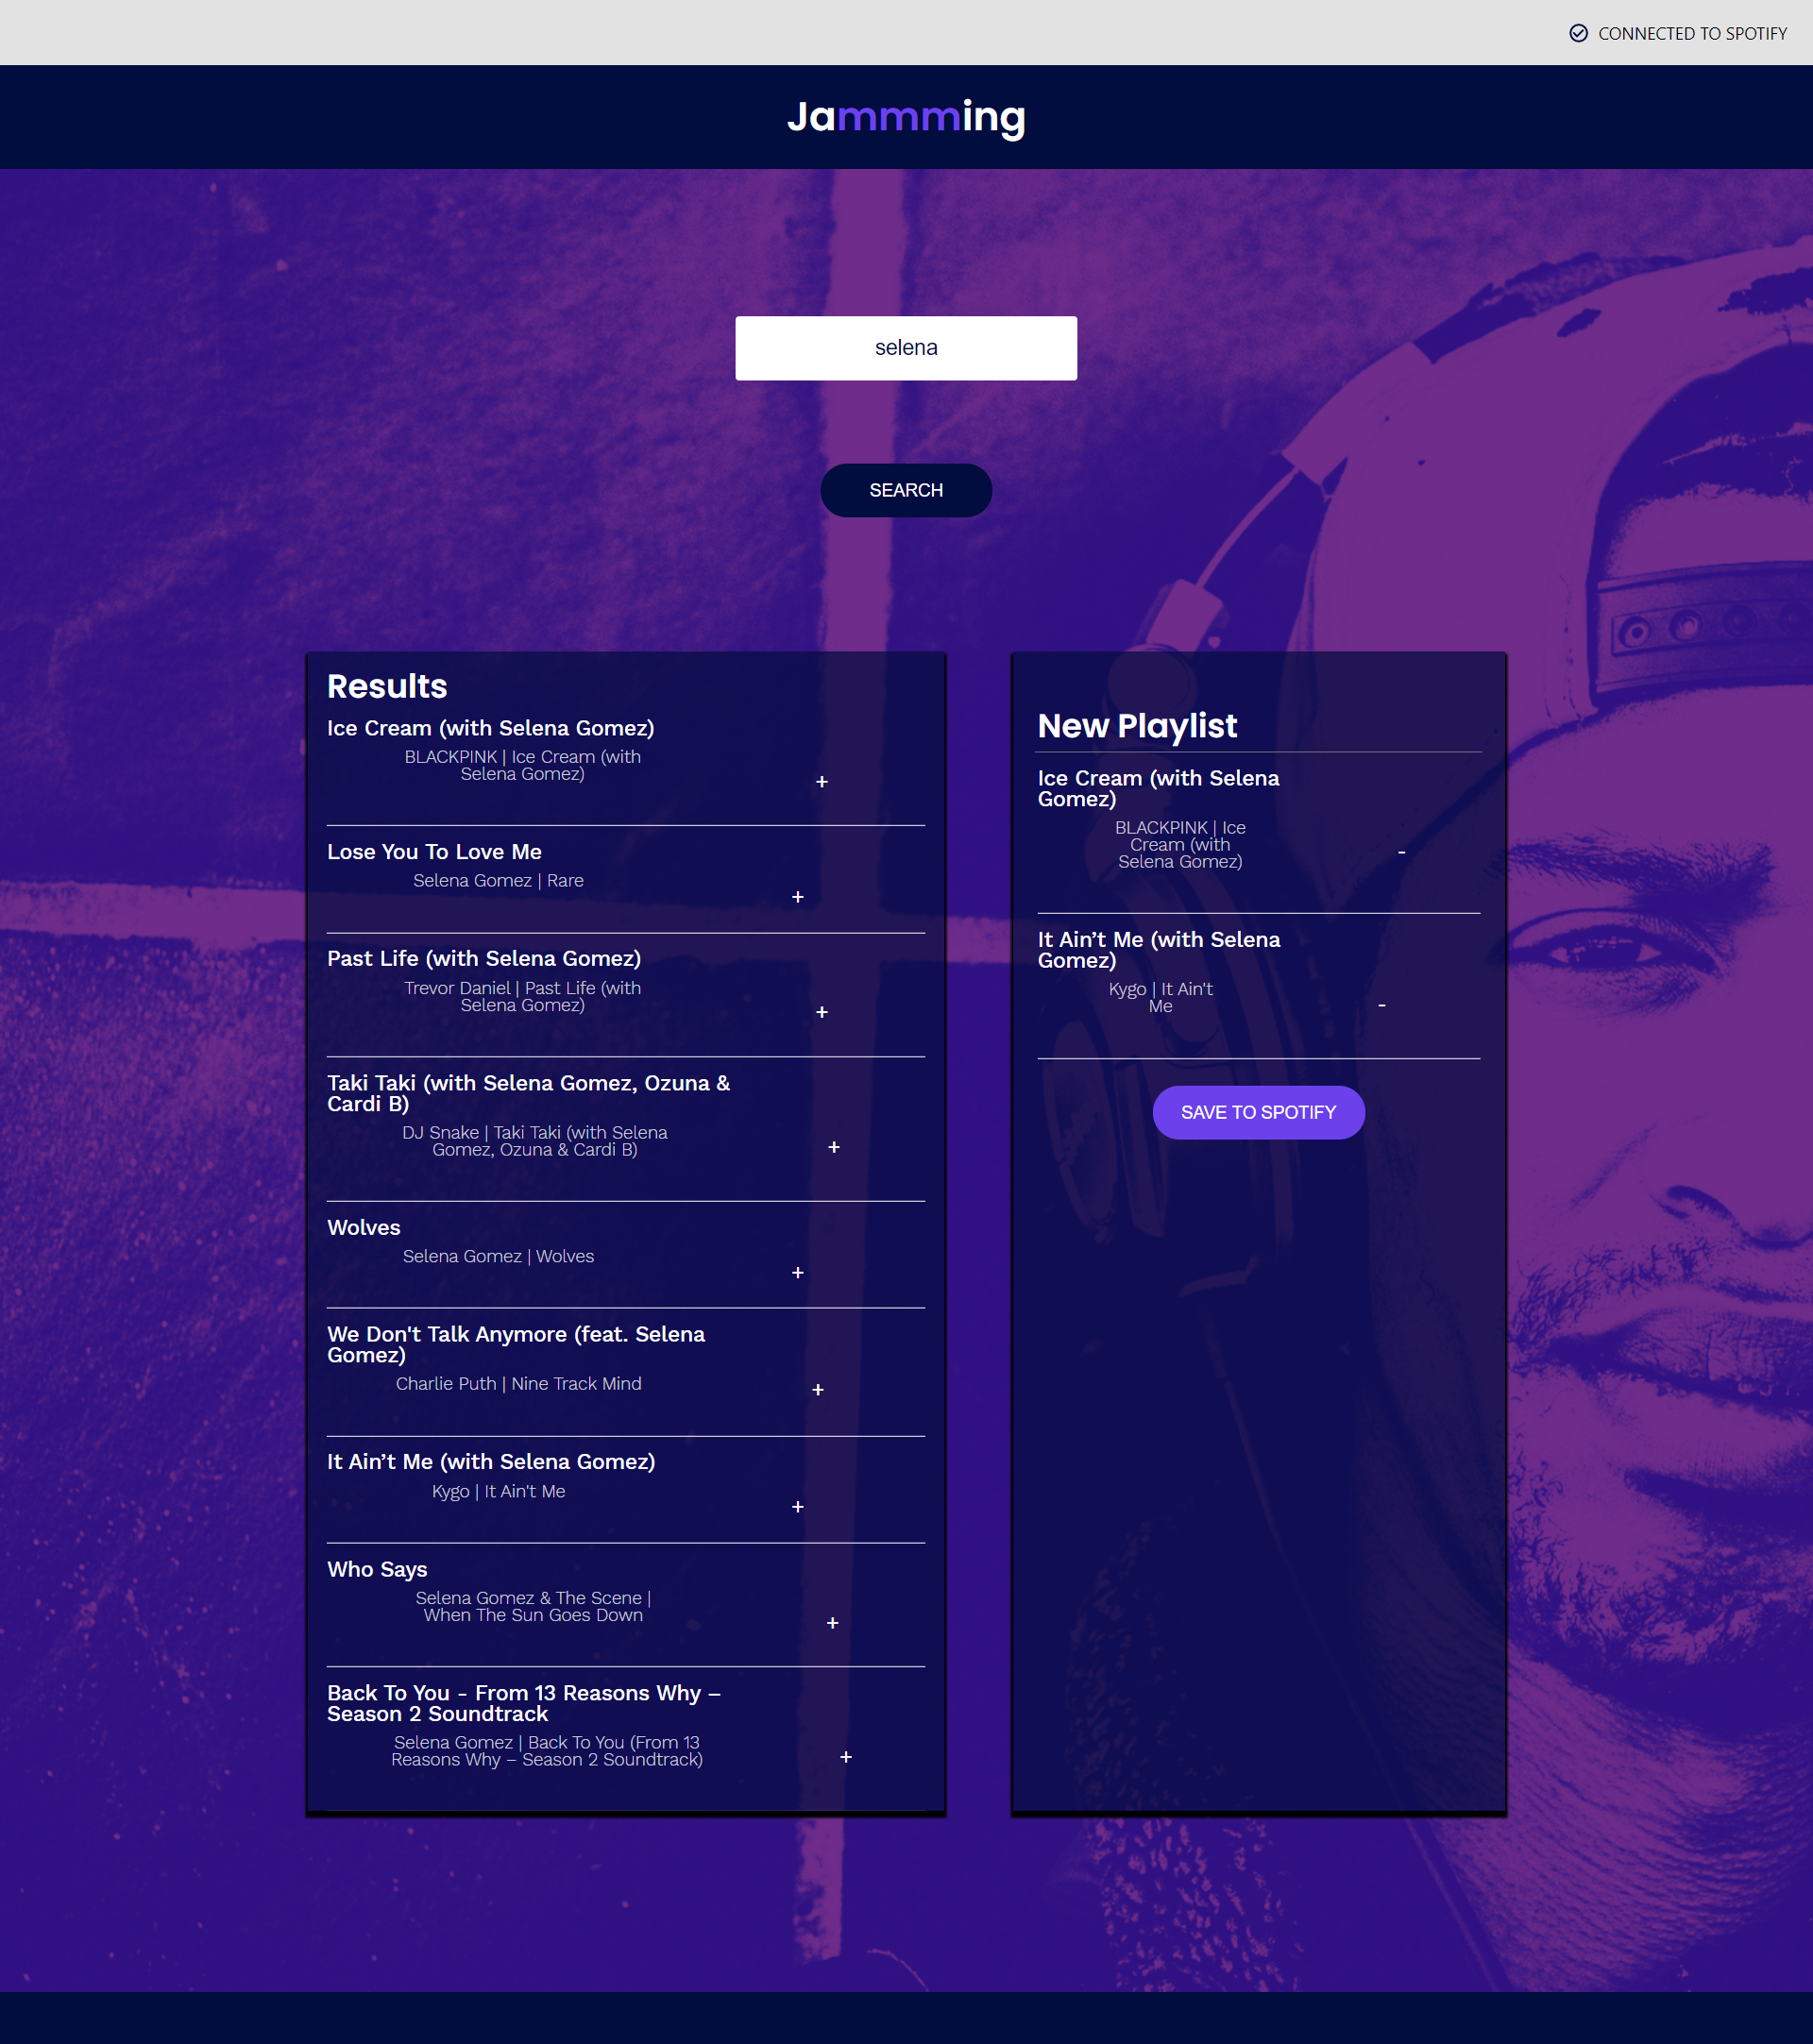 CONNECTED TO SPOTIFY
Jammming
selena
SEARCH
Results
Ice Cream (with Selena Gomez)
BLACKPINK | Ice Cream (with
Selena Gomez)
+
Lose You To Love Me
Selena Gomez | Rare
+
Past Life (with Selena Gomez)
Trevor Daniel | Past Life (with
Selena Gomez)
+
Taki Taki (with Selena Gomez, Ozuna &
Cardi B)
DJ Snake | Taki Taki (with Selena
Gomez, Ozuna & Cardi B)
+
Wolves
Selena Gomez | Wolves
+
We Don't Talk Anymore (feat. Selena
Gomez)
Charlie Puth | Nine Track Mind
+
It Ain’t Me (with Selena Gomez)
Kygo | It Ain't Me
+
Who Says
Selena Gomez & The Scene |
When The Sun Goes Down
+
Back To You - From 13 Reasons Why –
Season 2 Soundtrack
Selena Gomez | Back To You (From 13
Reasons Why – Season 2 Soundtrack)
+
New Playlist
Ice Cream (with Selena
Gomez)
BLACKPINK | Ice
Cream (with
Selena Gomez)
-
It Ain’t Me (with Selena
Gomez)
Kygo | It Ain't
Me
-
SAVE TO SPOTIFY